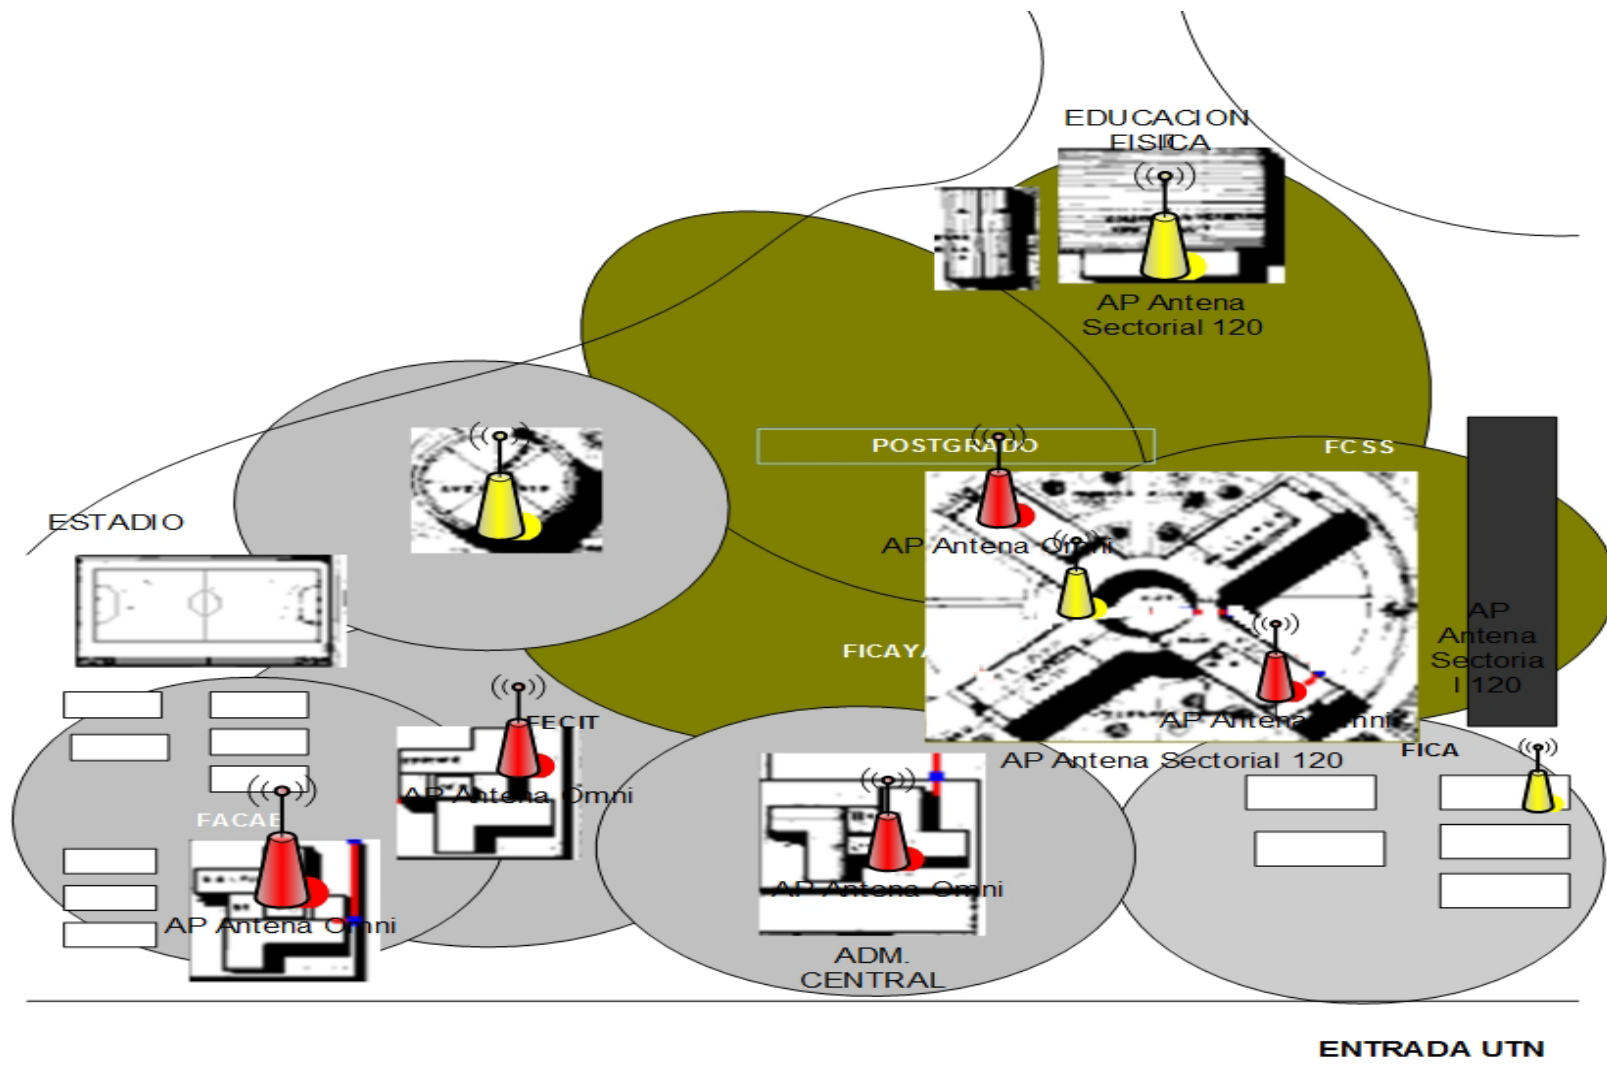 EDUCACION
FISICA
AP Antena
Sectorial 120
POSTGRADO
FCSS
ESTADIO
AP Antena Omni
AP
Antena
Sectoria
l 120
FICAYA
AP Antena Omni
FECIT
FICA
AP Antena Sectorial 120
AP Antena Omni
FACAE
AP Antena Omni
AP Antena Omni
ADM.
CENTRAL
ENTRADA UTN